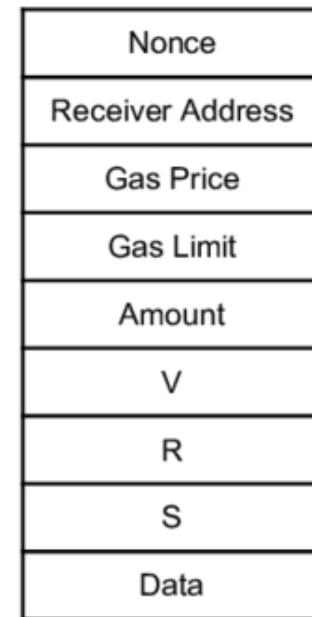 Nonce
Receiver Address
Gas Price
Gas Limit
Amount
V
R
S
Data